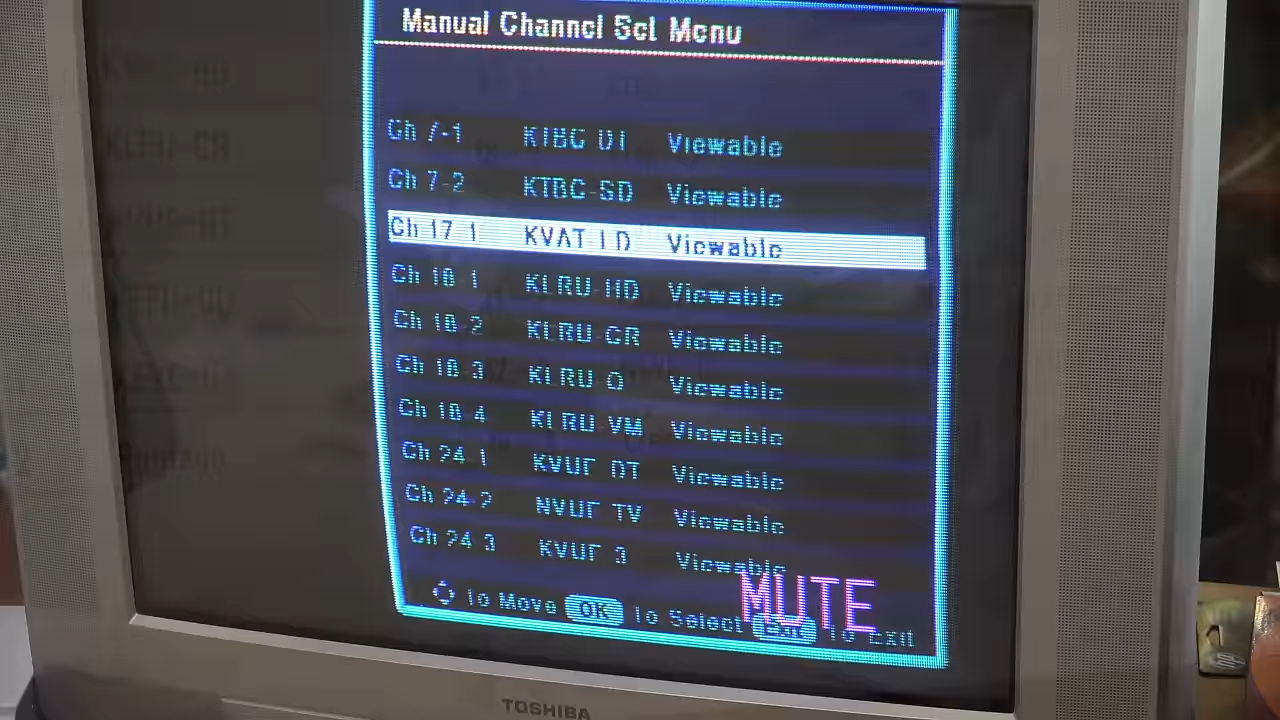 Manual Channel Set Menu
Ch 7-1 KTBC DT Viewable
Ch 7-2 KTBC-SD Viewable
Ch 17-1 KVAT LD Viewable
Ch 18-1 KLRU-HD Viewable
Ch 18-2 KLRU-CR Viewable
Ch 18-3 KLRU-Q Viewable
Ch 18-4 KLRU-VM Viewable
Ch 24-1 KVUE DT Viewable
Ch 24-2 NVUE TV Viewable
Ch 24-3 KVUE 3 Viewable
MUTE
To Move OK To Select Exit To Exit
TOSHIBA